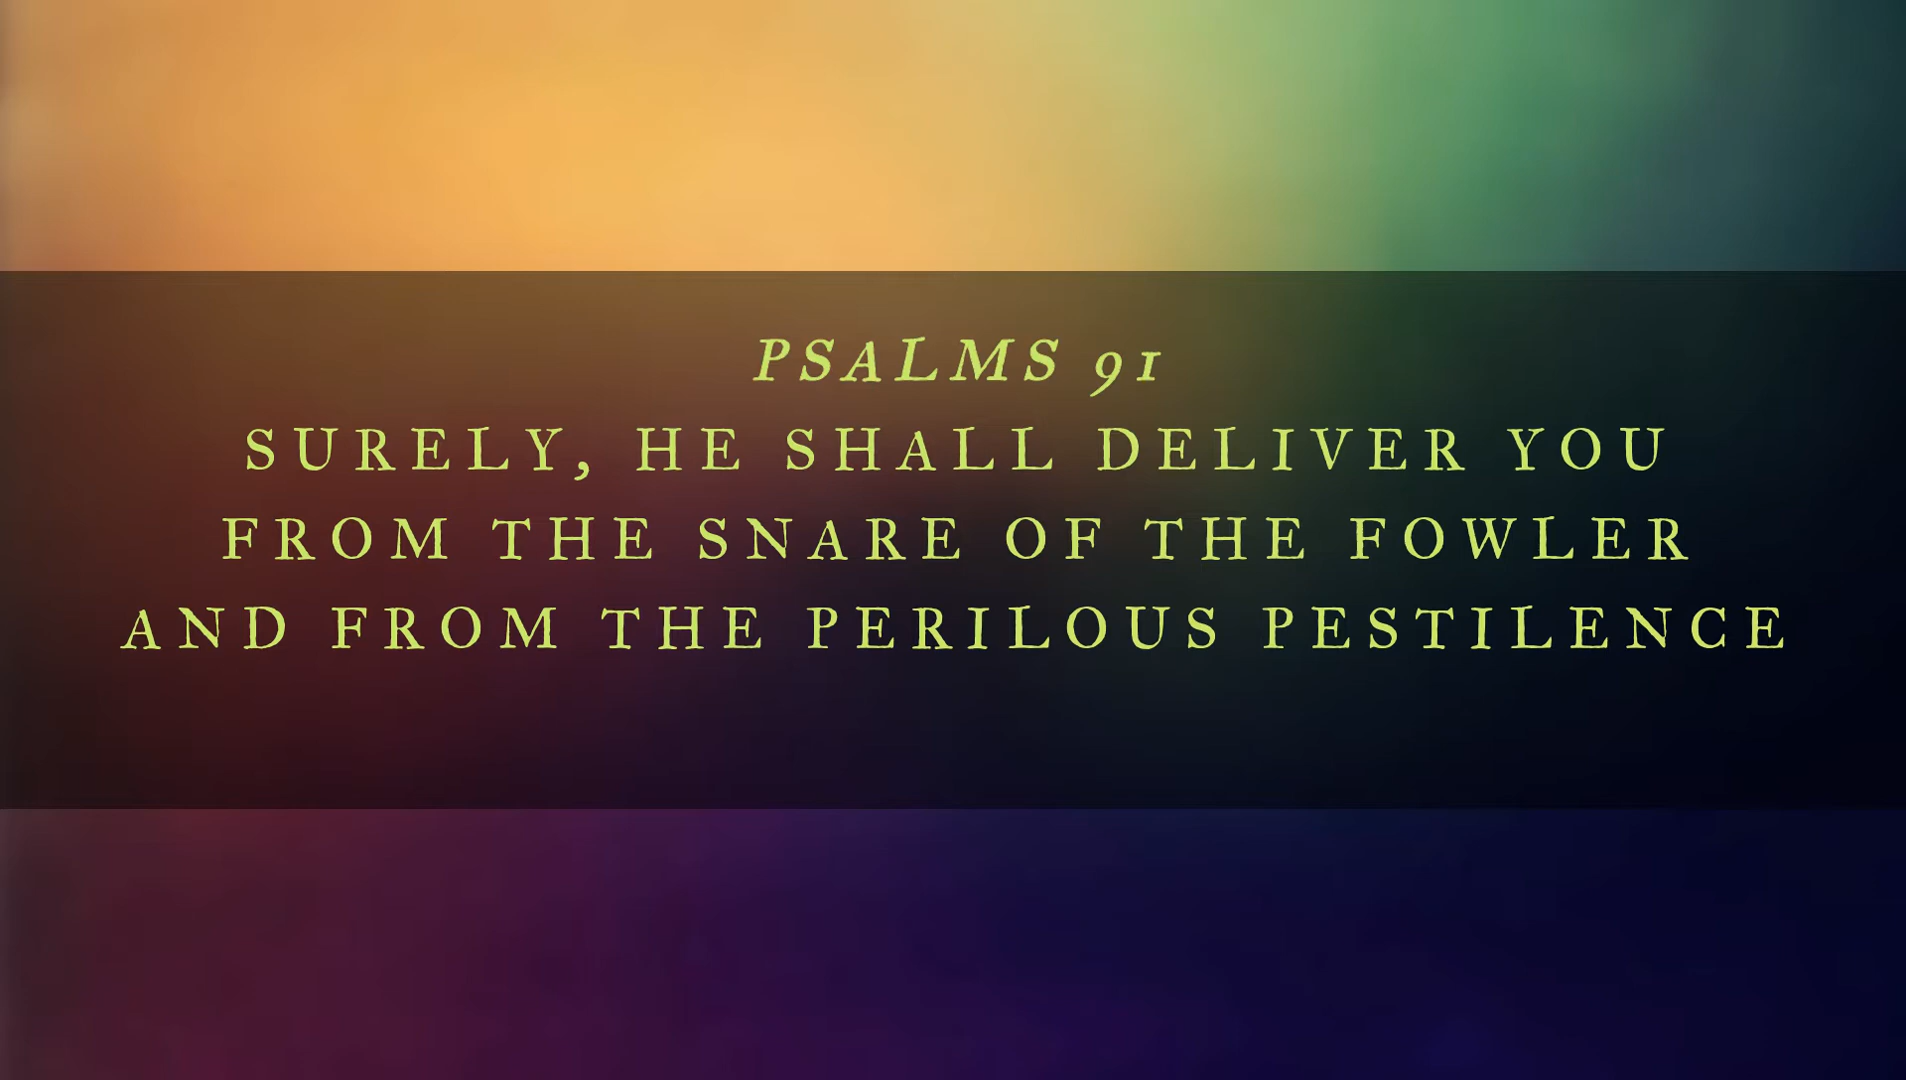 PSALMS 91
SURELY, HE SHALL DELIVER YOU
FROM THE SNARE OF THE FOWLER
AND FROM THE PERILOUS PESTILENCE